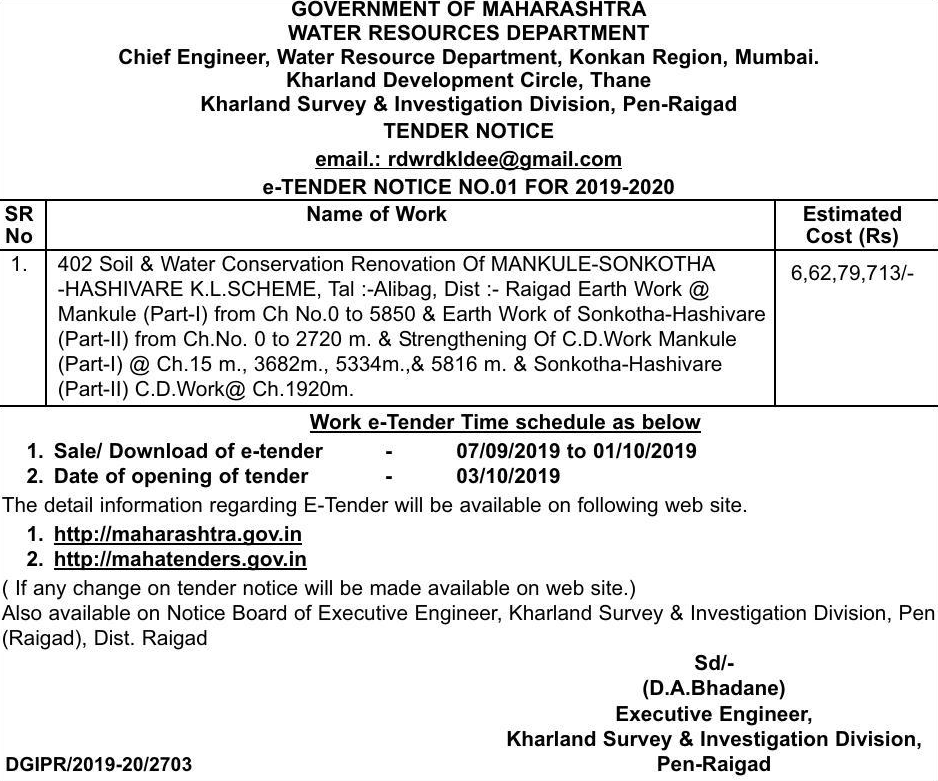 GOVERNMENT OF MAHARASHTRA
WATER RESOURCES DEPARTMENT
Chief Engineer, Water Resource Department, Konkan Region, Mumbai.
Kharland Development Circle, Thane
Kharland Survey & Investigation Division, Pen-Raigad
TENDER NOTICE
email.: rdwrdkldee@gmail.com
e-TENDER NOTICE NO.01 FOR 2019-2020
SR No Name of Work Estimated Cost (Rs)
1. 402 Soil & Water Conservation Renovation Of MANKULE-SONKOTHA 6,62,79,713/-
-HASHIVARE K.L.SCHEME, Tal :-Alibag, Dist :- Raigad Earth Work @
Mankule (Part-I) from Ch No.0 to 5850 & Earth Work of Sonkotha-Hashivare
(Part-II) from Ch.No. 0 to 2720 m. & Strengthening Of C.D.Work Mankule
(Part-I) @ Ch.15 m., 3682m., 5334m.,& 5816 m. & Sonkotha-Hashivare
(Part-II) C.D.Work@ Ch.1920m.
Work e-Tender Time schedule as below
1. Sale/ Download of e-tender - 07/09/2019 to 01/10/2019
2. Date of opening of tender - 03/10/2019
The detail information regarding E-Tender will be available on following web site.
1. http://maharashtra.gov.in
2. http://mahatenders.gov.in
( If any change on tender notice will be made available on web site.)
Also available on Notice Board of Executive Engineer, Kharland Survey & Investigation Division, Pen
(Raigad), Dist. Raigad
Sd/-
(D.A.Bhadane)
Executive Engineer,
Kharland Survey & Investigation Division,
DGIPR/2019-20/2703 Pen-Raigad